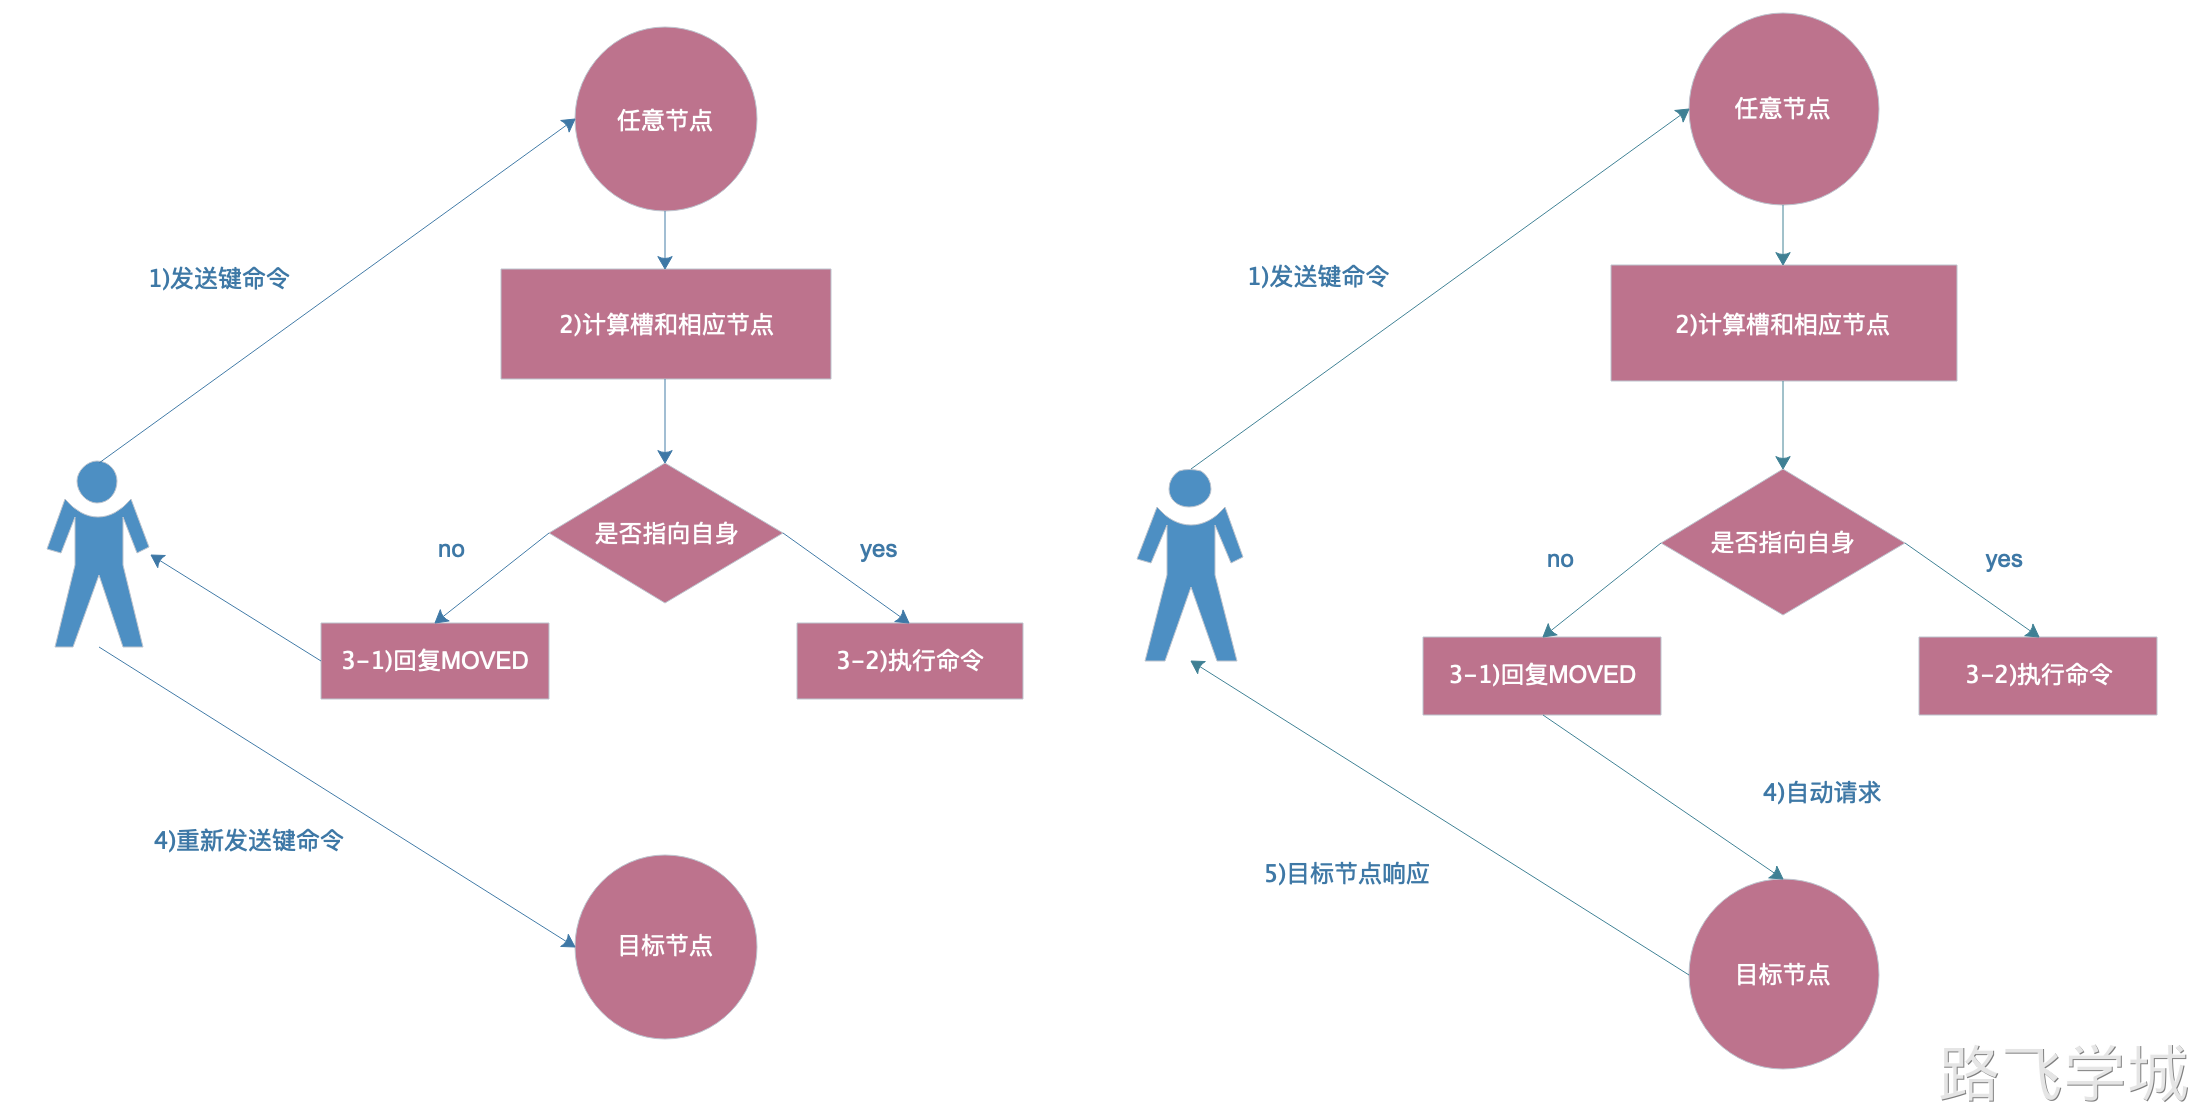 任意节点
1)发送键命令
2)计算槽和相应节点
是否指向自身
no
yes
3-1)回复MOVED
3-2)执行命令
4)重新发送键命令
目标节点
任意节点
1)发送键命令
2)计算槽和相应节点
是否指向自身
no
yes
3-1)回复MOVED
3-2)执行命令
4)自动请求
5)目标节点响应
目标节点
路飞学城